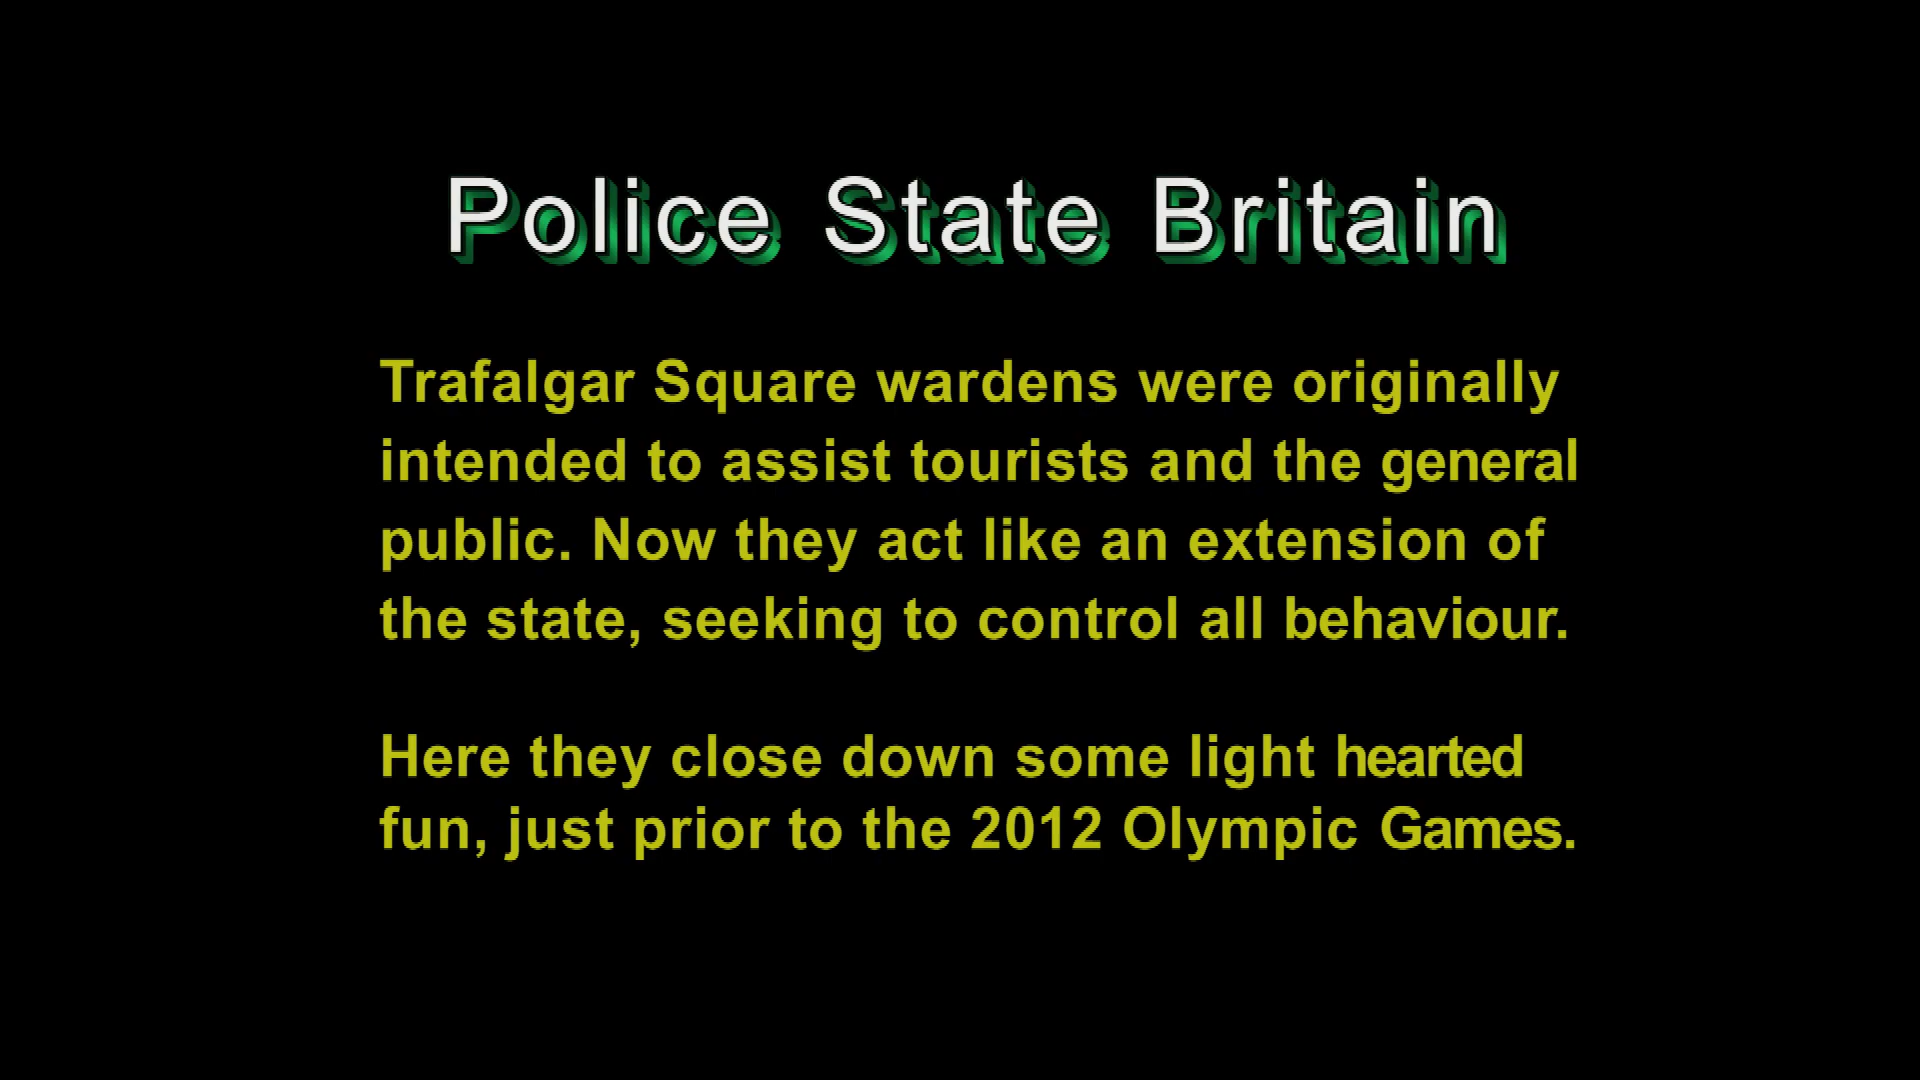 Police State Britain
Trafalgar Square wardens were originally
intended to assist tourists and the general
public. Now they act like an extension of
the state, seeking to control all behaviour.
Here they close down some light hearted
fun, just prior to the 2012 Olympic Games.